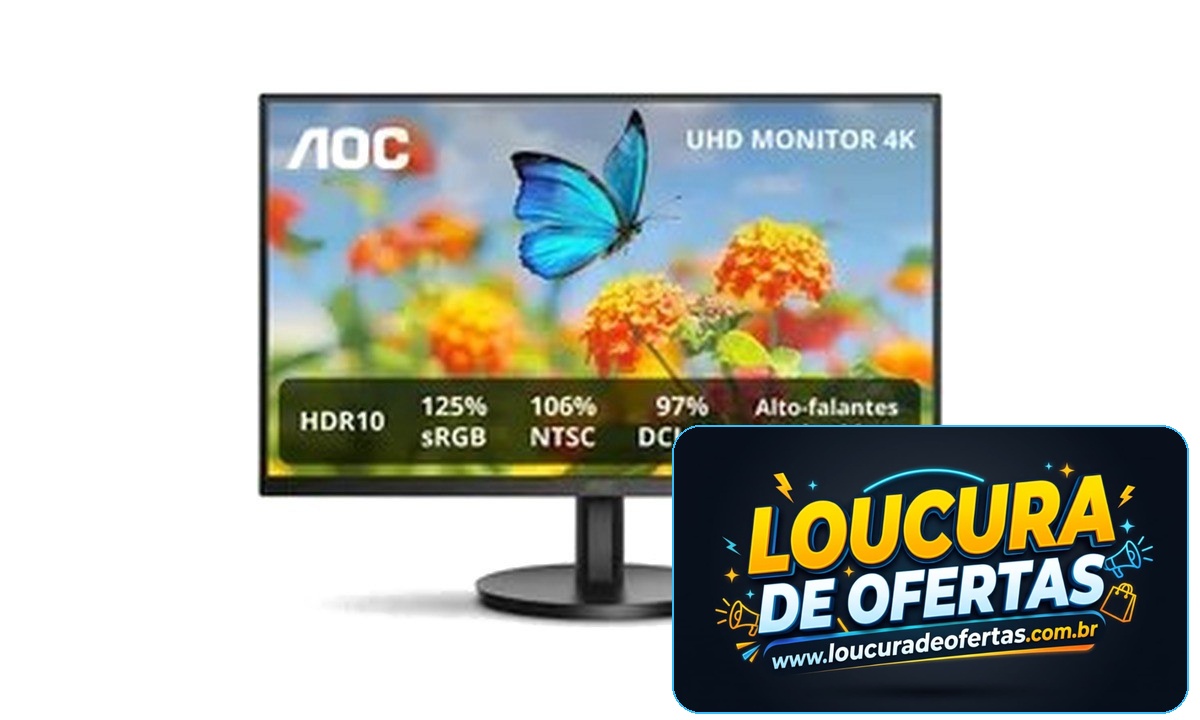 AOC
UHD MONITOR 4K
HDR10
125%
sRGB
106%
NTSC
97%
Alto-falantes
LOUCURA
DE OFERTAS
www.loucuradeofertas.com.br